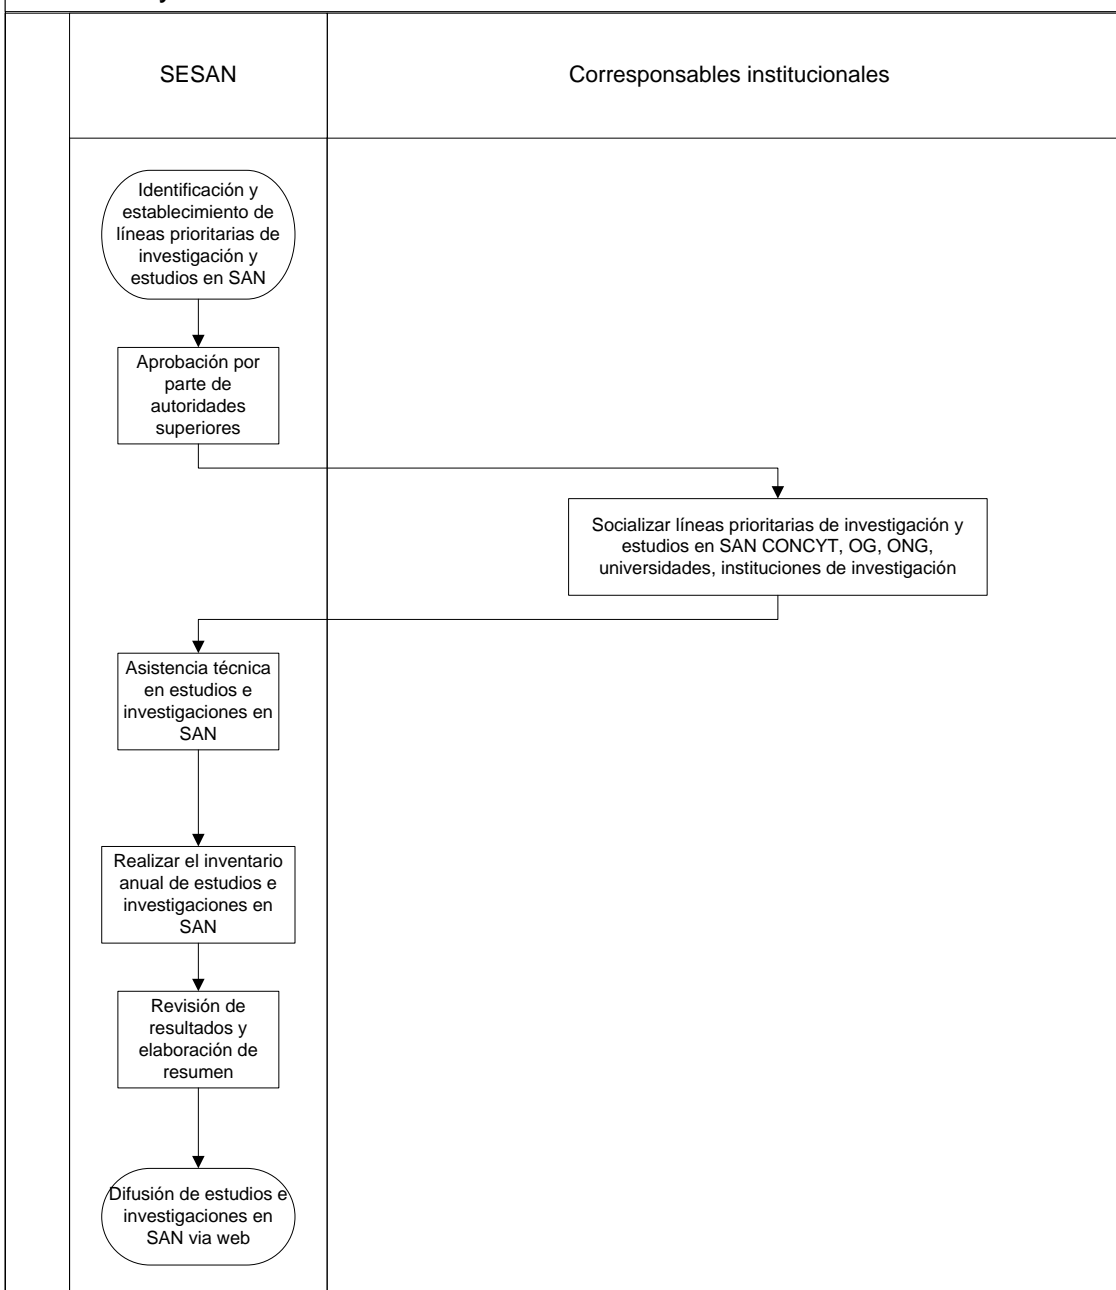 y
SESAN
Corresponsables institucionales
Identificación y
establecimiento de
líneas prioritarias de
investigación y
estudios en SAN
Aprobación por
parte de
autoridades
superiores
Socializar líneas prioritarias de investigación y
estudios en SAN CONCYT, OG, ONG,
universidades, instituciones de investigación
Asistencia técnica
en estudios e
investigaciones en
SAN
Realizar el inventario
anual de estudios e
investigaciones en
SAN
Revisión de
resultados y
elaboración de
resumen
Difusión de estudios e
investigaciones en
SAN via web